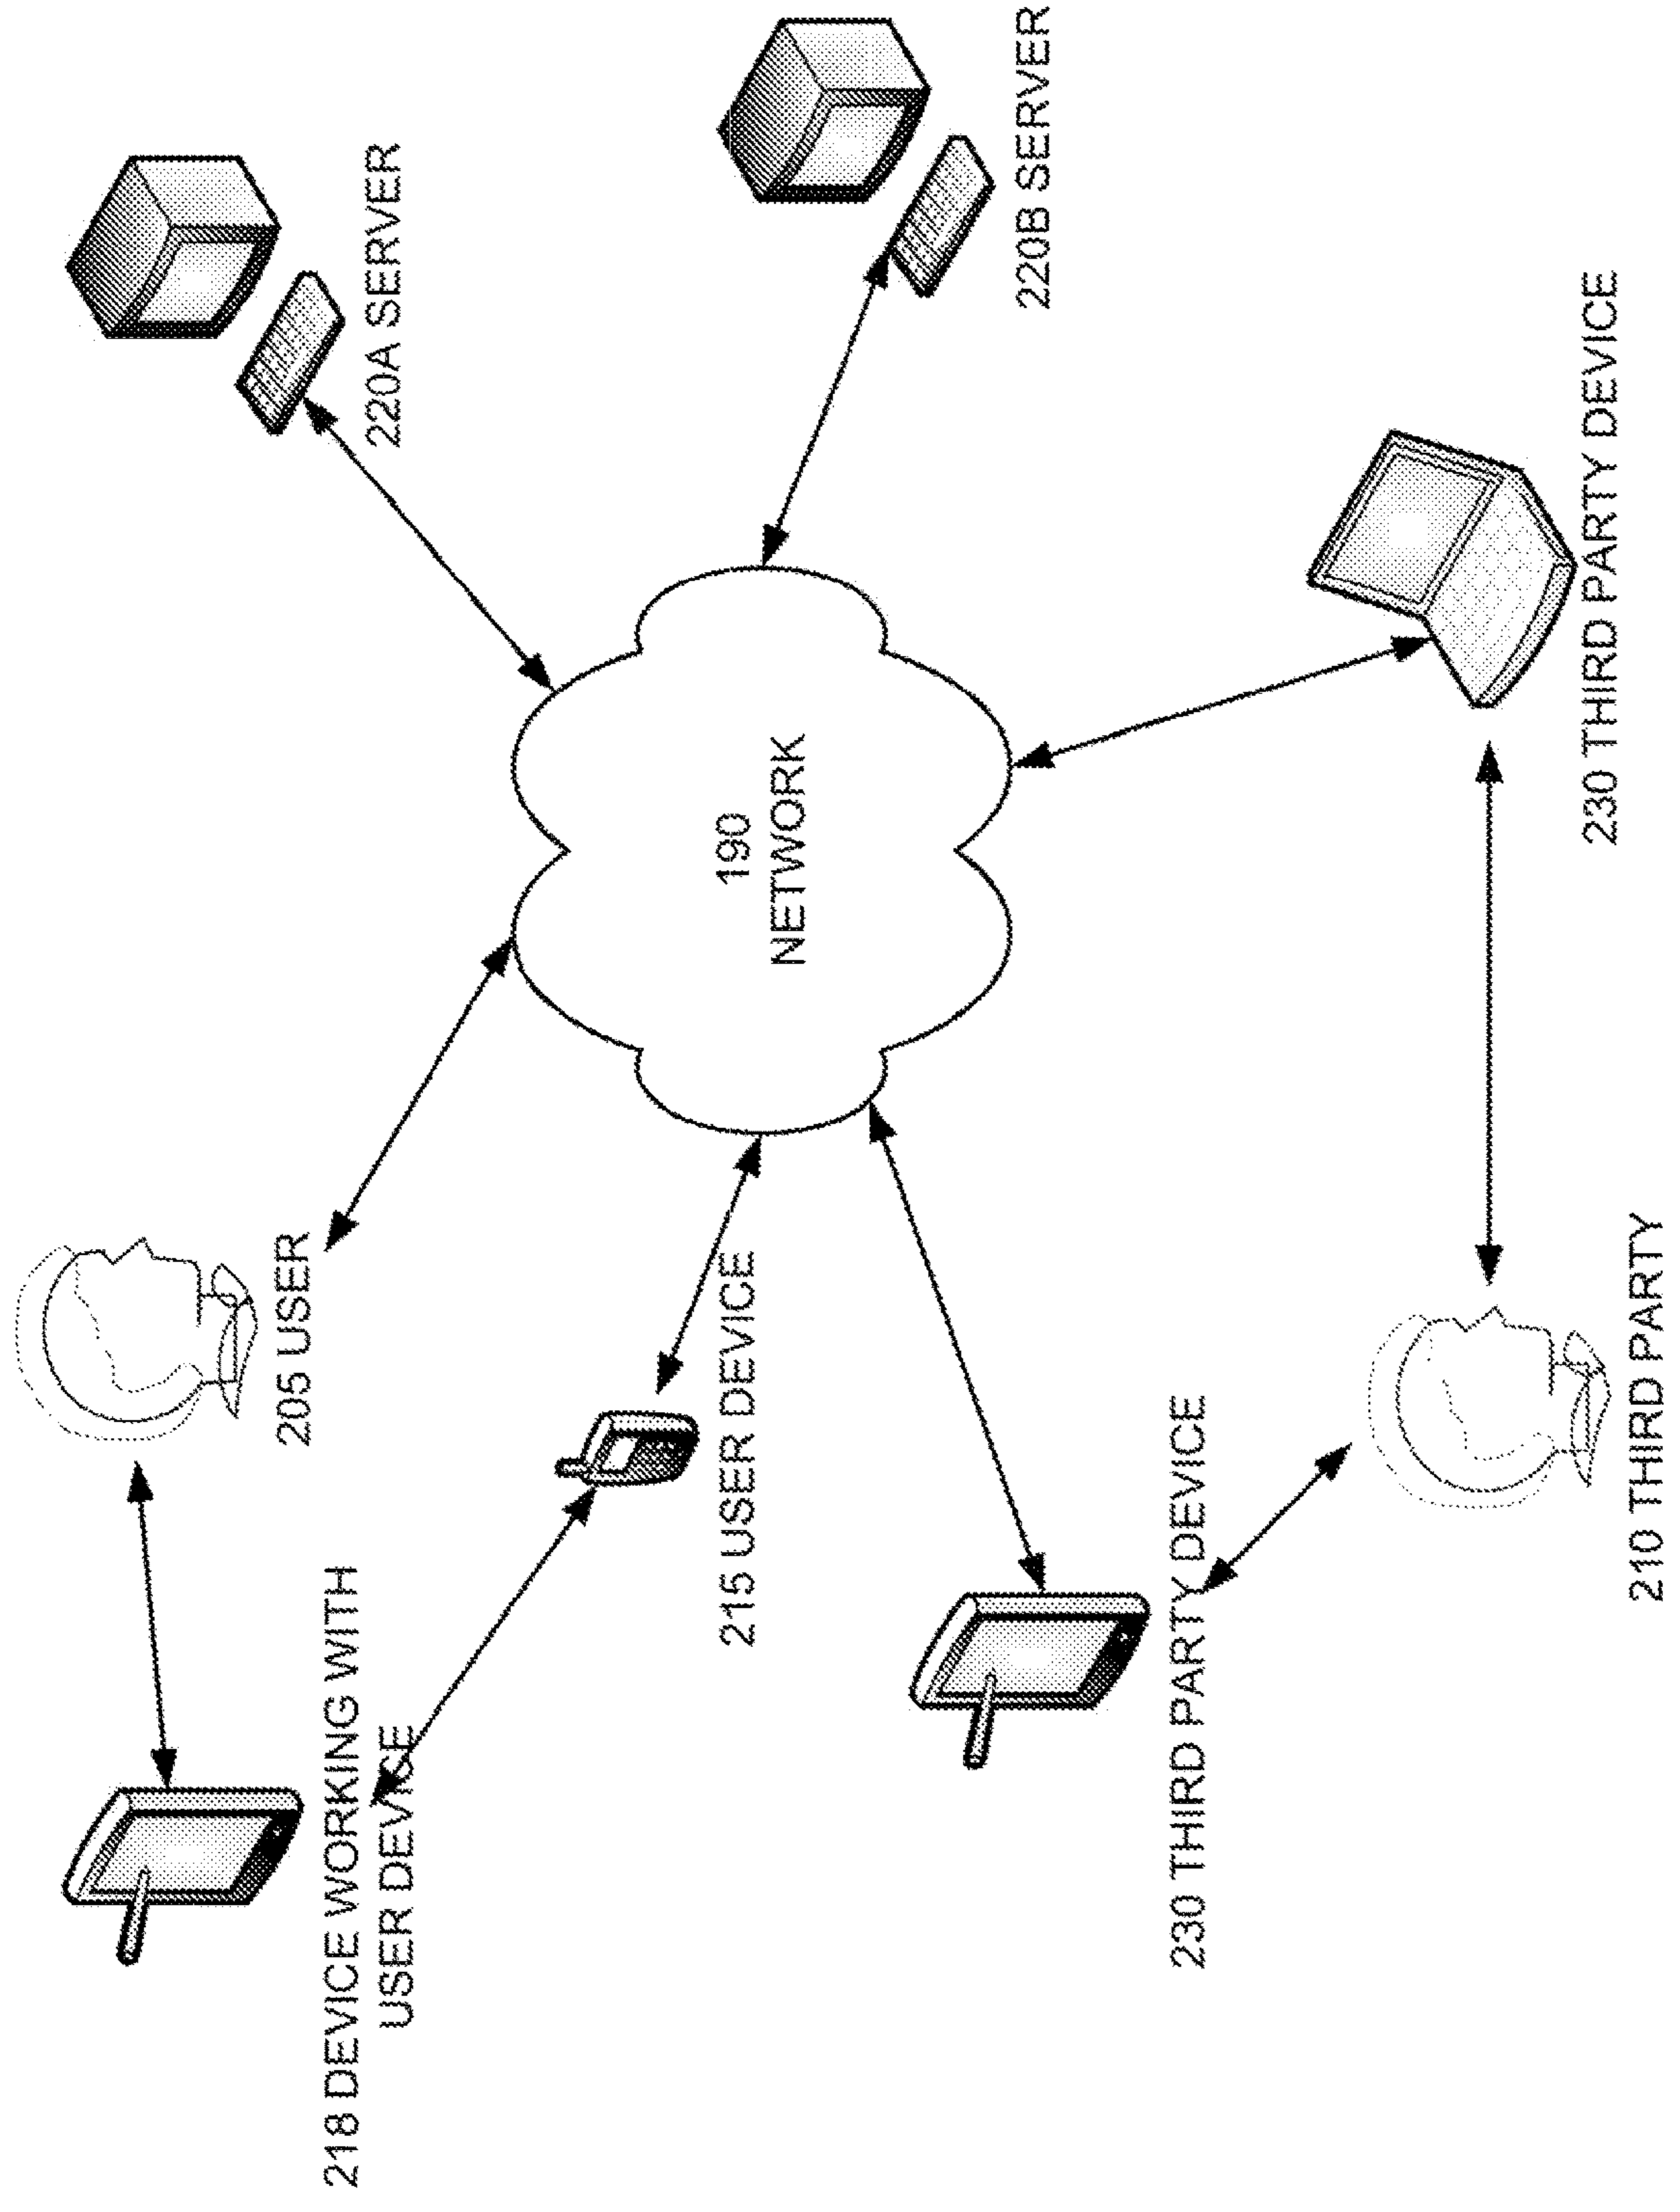 218 DEVICE WORKING WITH
USER DEVICE
205 USER
220A SERVER
215 USER DEVICE
190
NETWORK
220B SERVER
230 THIRD PARTY DEVICE
230 THIRD PARTY DEVICE
210 THIRD PARTY